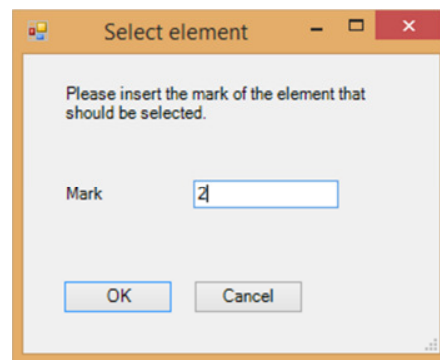 Select element
Please insert the mark of the element that
should be selected.
Mark 2
OK Cancel